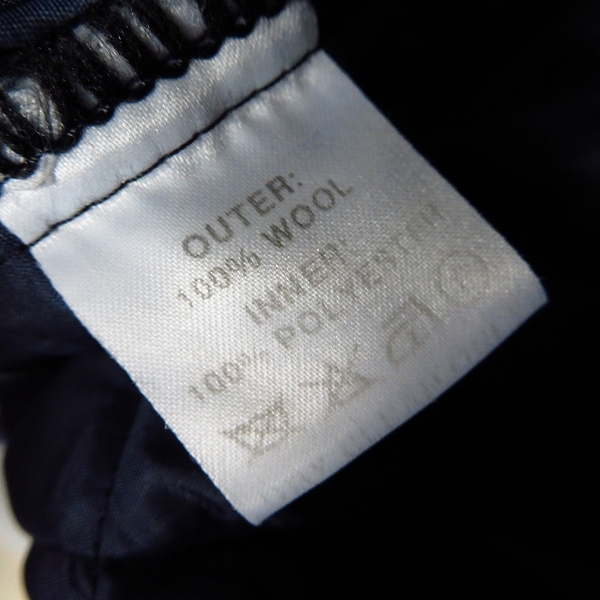 OUTER:
100% WOOL
INNER:
100% POLYESTER